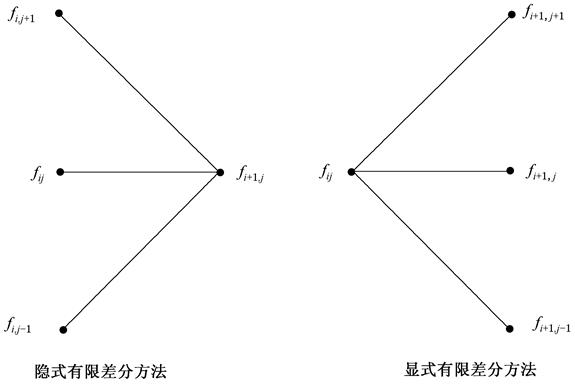 f_{i,j+1}
f_{ij}
f_{i+1,j}
f_{i,j−1}
隐式有限差分方法
f_{i+1,j+1}
f_{ij}
f_{i+1,j}
f_{i+1,j−1}
显式有限差分方法